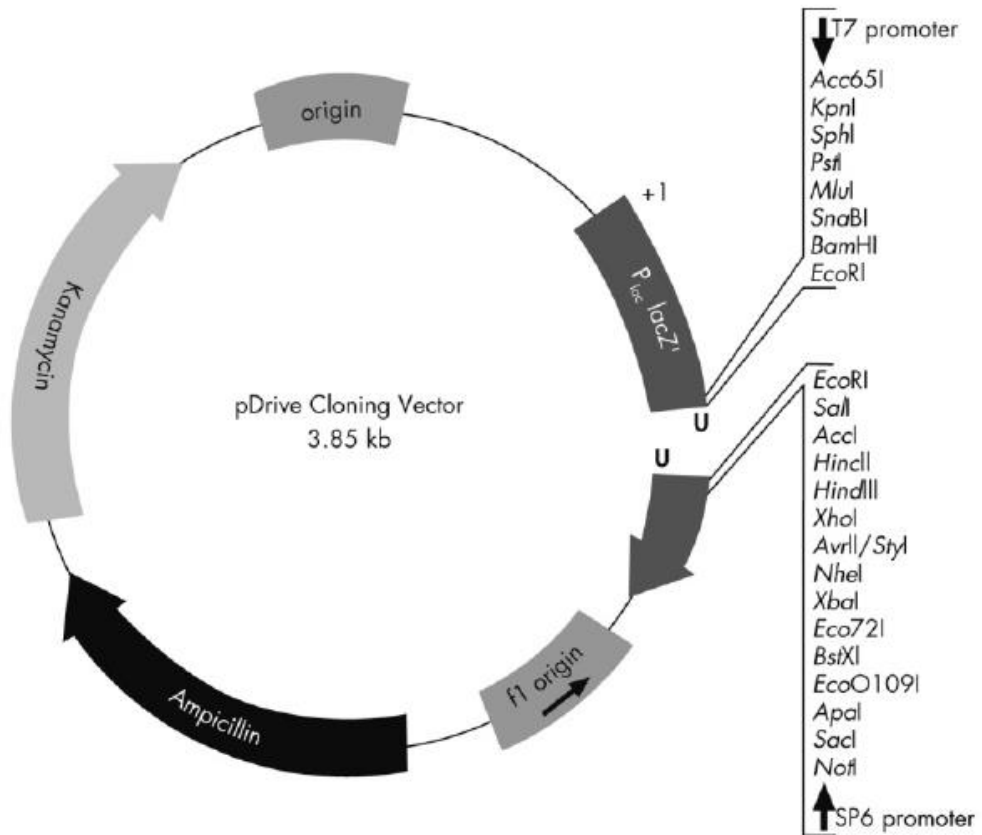 T7 promoter
Acc65I
KpnI
SphI
PstI
MluI
SnaBI
BamHI
EcoRI
origin
+1
P lac lacZ'
Kanamycin
pDrive Cloning Vector
3.85 kb
U
U
EcoRI
SalI
AccI
HincII
HindIII
XhoI
AvrII/StyI
NheI
XbaI
Eco72I
BstXI
EcoO109I
ApaI
SacI
NotI
SP6 promoter
f1 origin
Ampicillin